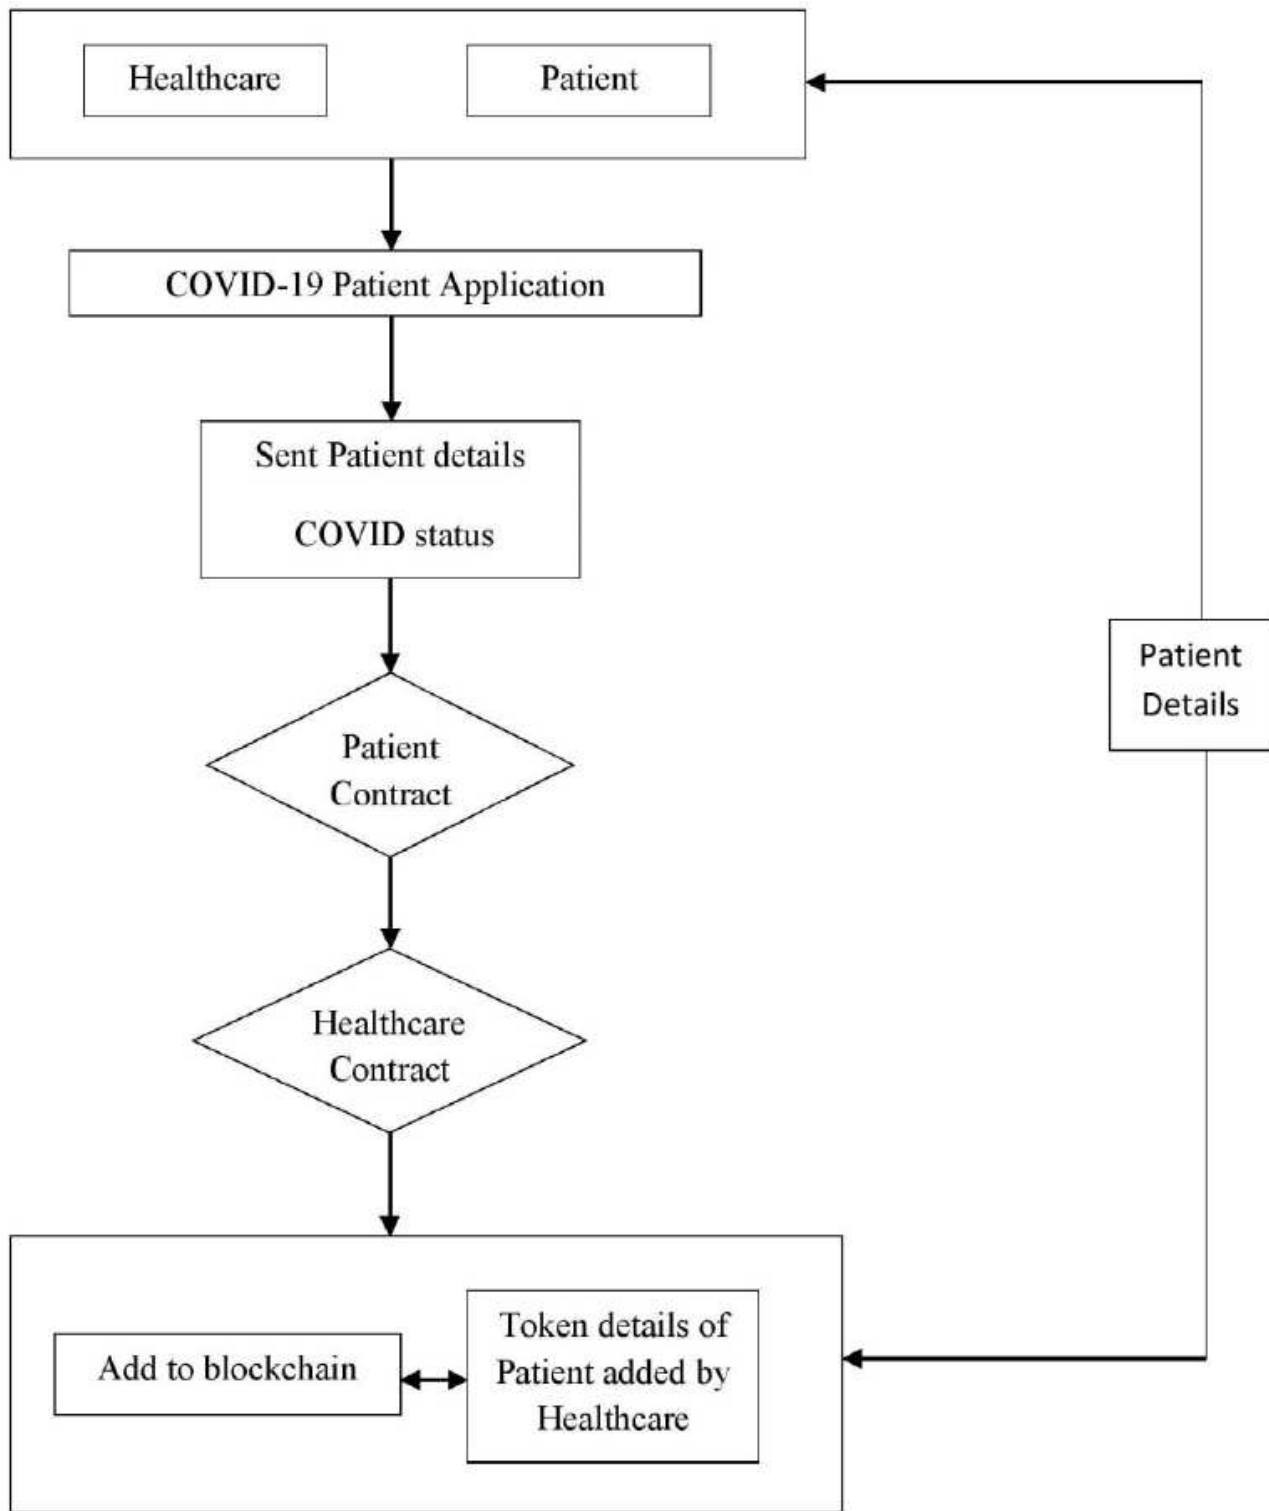 Healthcare
Patient
COVID-19 Patient Application
Sent Patient details
COVID status
Patient
Contract
Healthcare
Contract
Patient
Details
Add to blockchain
Token details of
Patient added by
Healthcare